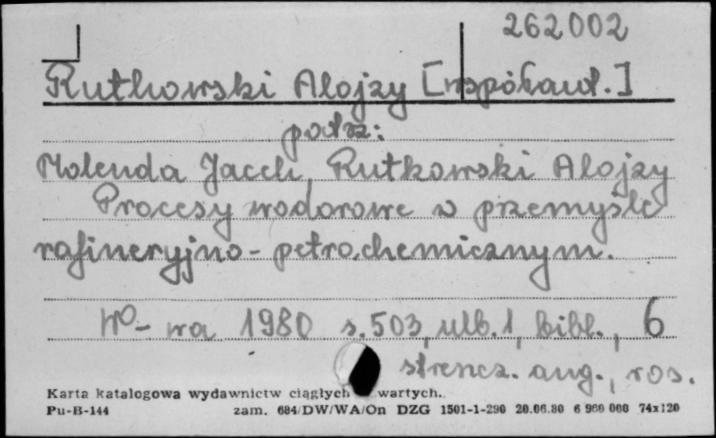 262002
Rutkowski Alojzy [współaut.]
patrz:
Molenda Jacek, Rutkowski Alojzy
Procesy wodorowe w przemyśle
rafineryjno-petrochemicznym.
W-wa 1980 s.503, ulb.1, bibl., 6
streszcz. ang., ros.
Karta katalogowa wydawnictw ciągłych wartych.
Pu-B-144 zam. 684/DW/WA/On DZG 1501-1-290 20.06.80 6 960 000 74x120